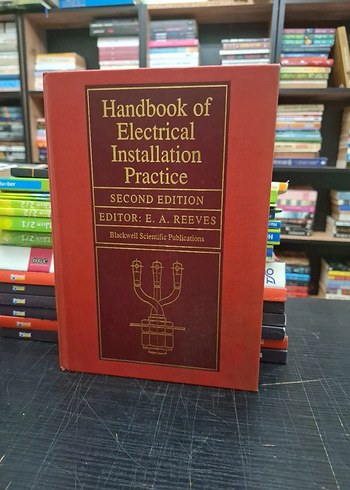 Handbook of
Electrical
Installation
Practice
SECOND EDITION
EDITOR: E. A. REEVES
Blackwell Scientific Publications